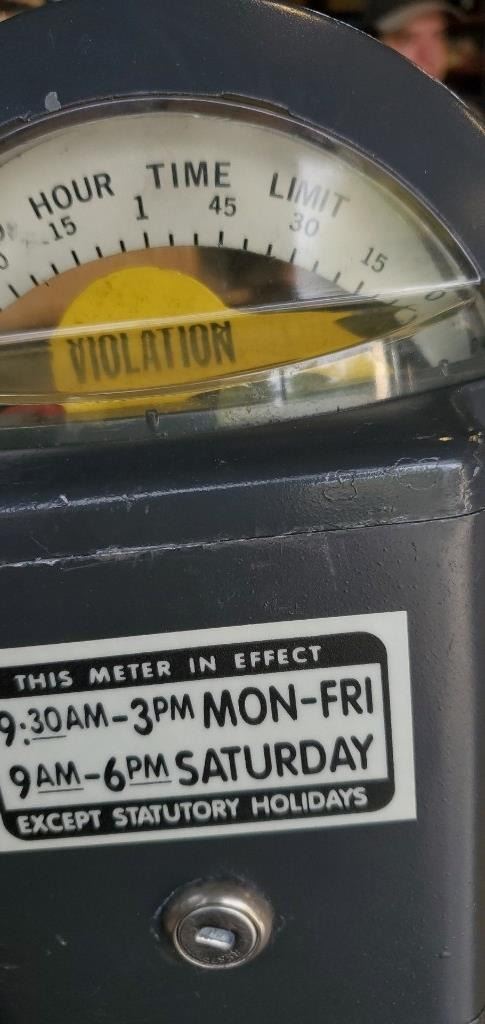 HOUR TIME LIMIT
15 1 45 30 15 0
VIOLATION
THIS METER IN EFFECT
9:30AM-3PM MON-FRI
9AM-6PM SATURDAY
EXCEPT STATUTORY HOLIDAYS